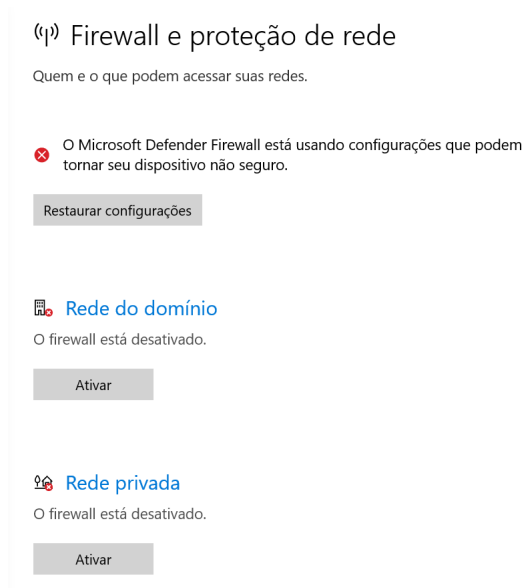 Firewall e proteção de rede
Quem e o que podem acessar suas redes.
O Microsoft Defender Firewall está usando configurações que podem
tornar seu dispositivo não seguro.
Restaurar configurações
Rede do domínio
O firewall está desativado.
Ativar
Rede privada
O firewall está desativado.
Ativar